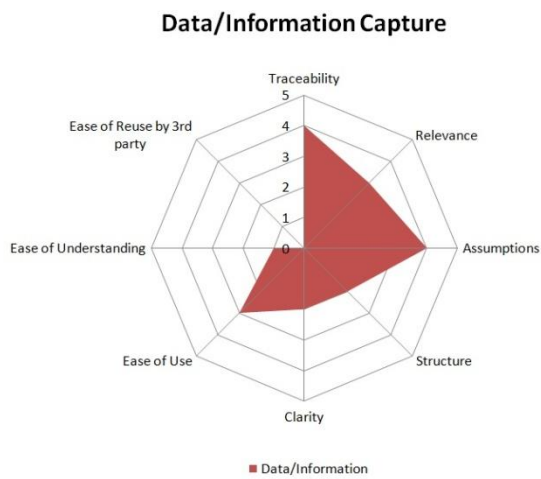 Data/Information Capture
Traceability
5
Ease of Reuse by 3rd
party
4
Relevance
3
2
1
Ease of Understanding
0
Assumptions
Ease of Use
Structure
Clarity
Data/Information